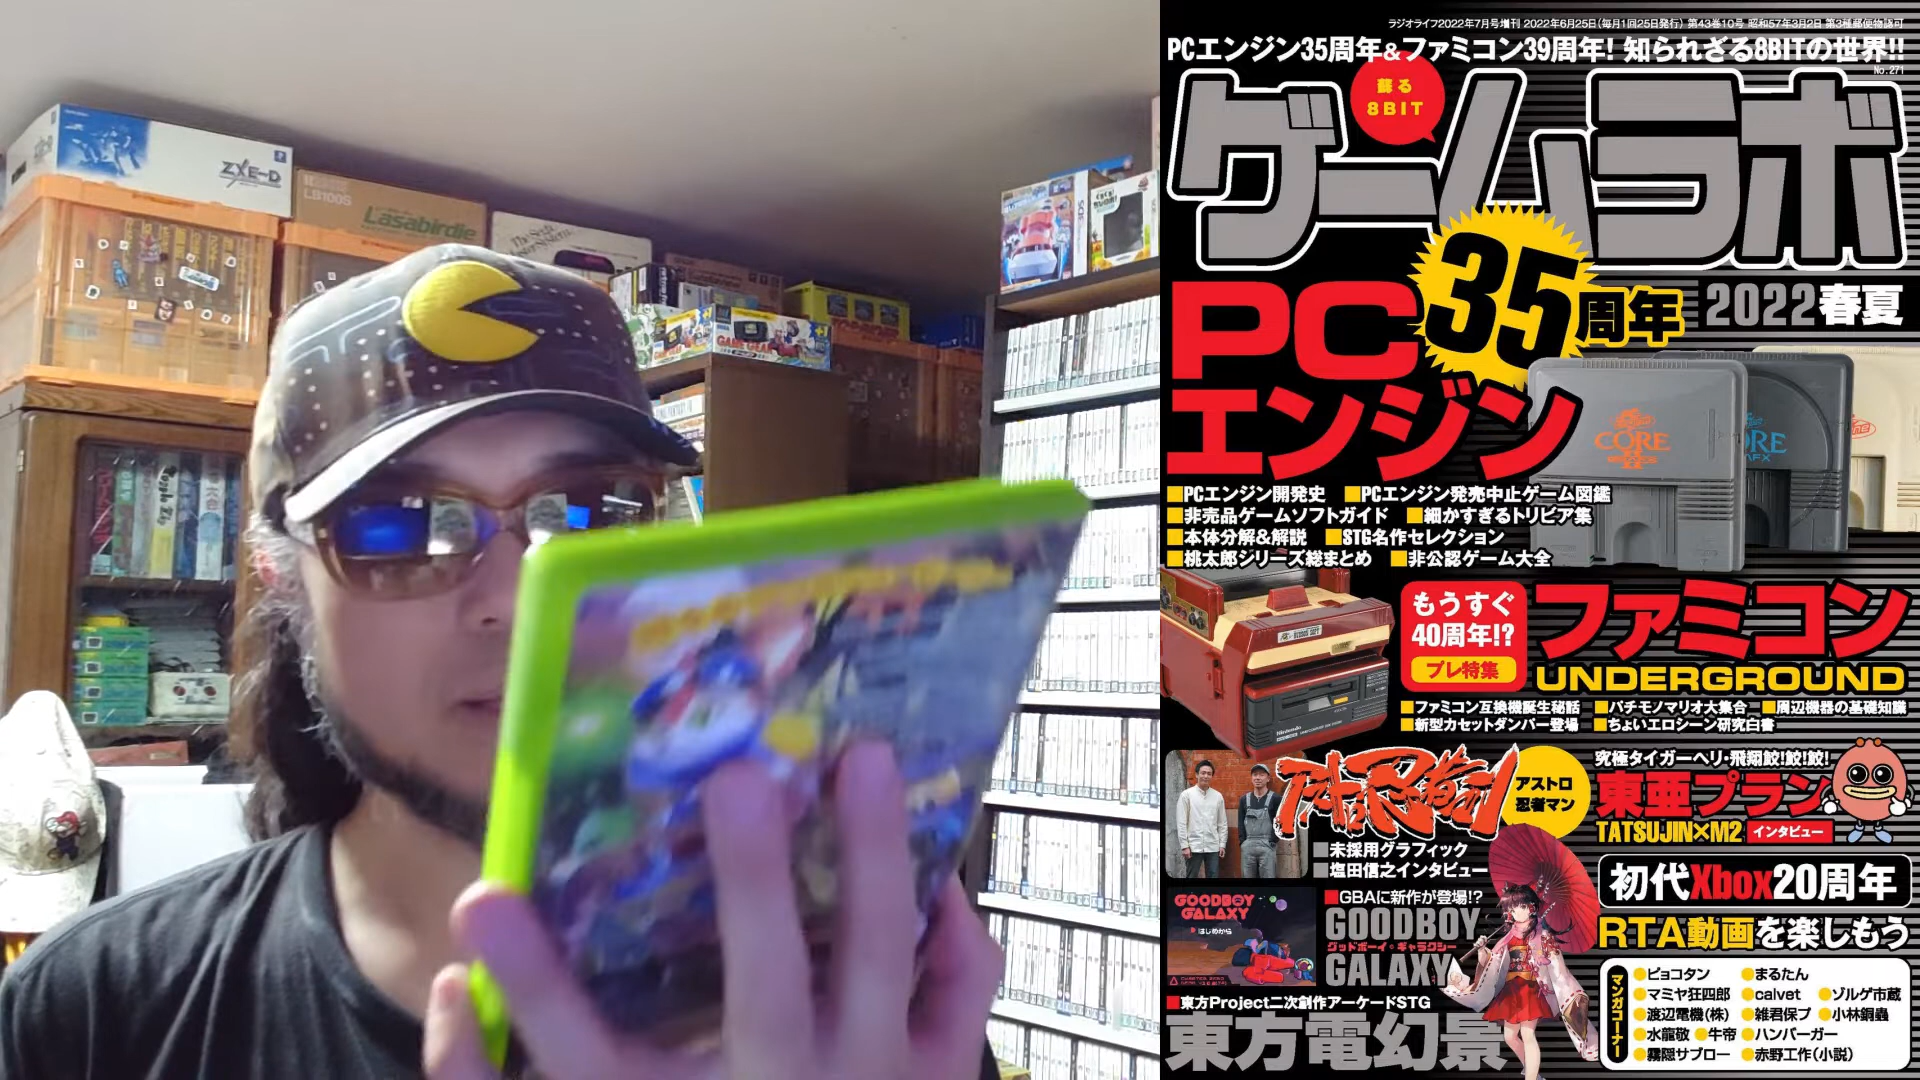 ZXE-D
LB100S
Lasabirdie
The Sega
Master System
GAME GEAR
GAME GEAR
3DS
ラジオライフ2022年7月号増刊 2022年6月25日(毎月1回25日発行) 第43巻10号 昭和57年3月2日 第3種郵便物認可
PCエンジン35周年&ファミコン39周年! 知られざる8BITの世界!!
No.271
蘇る
8BIT
ゲームラボ
2022春夏
PC
35周年
エンジン
CORE
II
■PCエンジン開発史 ■PCエンジン発売中止ゲーム図鑑
■非売品ゲームソフトガイド ■細かすぎるトリビア集
■本体分解&解説 ■STG名作セレクション
■桃太郎シリーズ総まとめ ■非公認ゲーム大全
もうすぐ
40周年!?
プレ特集
ファミコン
UNDERGROUND
■ファミコン互換機誕生秘話 ■パチモノマリオ大集合 ■周辺機器の基礎知識
■新型カセットダンパー登場 ■ちょいエロシーン研究白書
Nintendo
アストロ
忍者マン
■未採用グラフィック
■塩田信之インタビュー
究極タイガーヘリ・飛翔鮫!鮫!鮫!
東亜プラン
TATSUJIN×M2 インタビュー
初代Xbox20周年
RTA動画を楽しもう
GOODBOY
GALAXY
はじめから
■GBAに新作が登場!?
GOODBOY
グッドボーイ・ギャラクシー
GALAXY
■東方Project二次創作アーケードSTG
東方電幻景
マンガコーナー
●ピョコタン ●まるたん
●マミヤ狂四郎 ●calvet ●ゾルゲ市蔵
●渡辺電機(株) ●雑君保プ ●小林銅蟲
●水龍敬 ●牛帝 ●ハンバーガー
●霧隠サブロー ●赤野工作(小説)